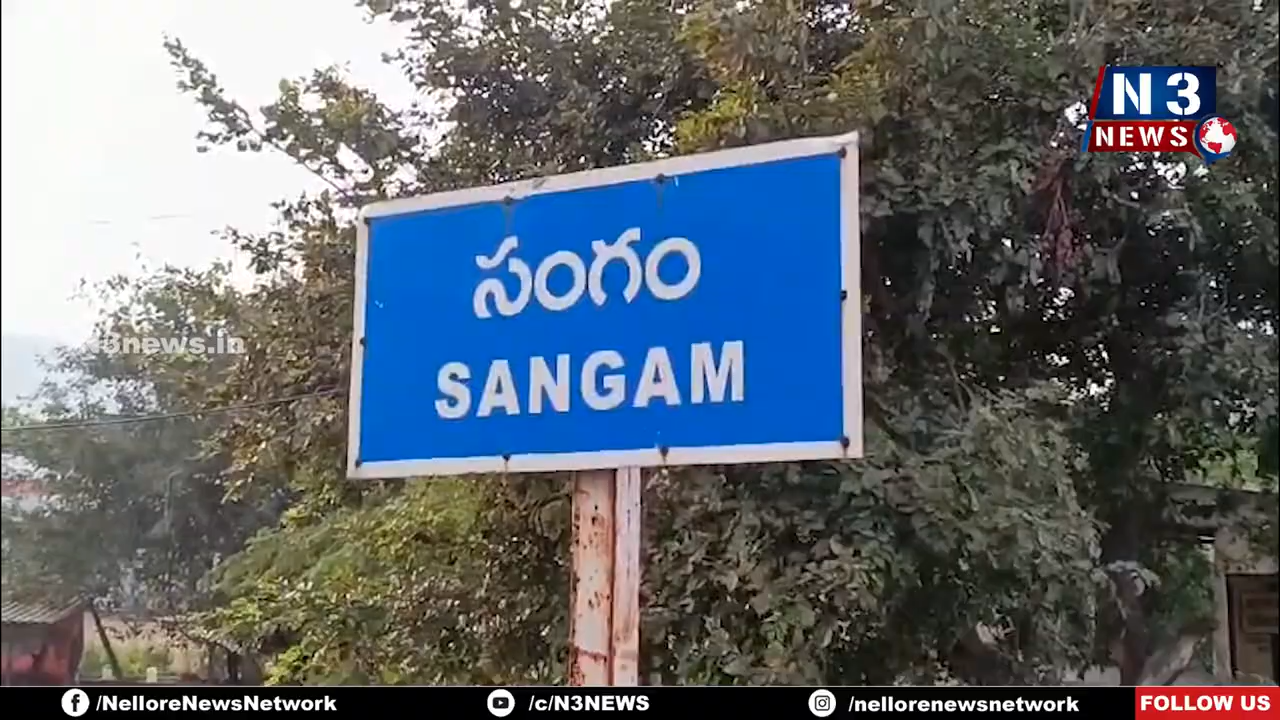 N3
NEWS
సంగం
SANGAM
N3news.in
/NelloreNewsNetwork
/c/N3NEWS
/nellorenewsnetwork
FOLLOW US